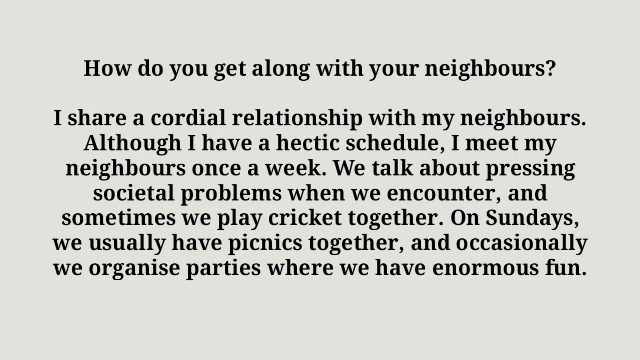 How do you get along with your neighbours?
I share a cordial relationship with my neighbours.
Although I have a hectic schedule, I meet my
neighbours once a week. We talk about pressing
societal problems when we encounter, and
sometimes we play cricket together. On Sundays,
we usually have picnics together, and occasionally
we organise parties where we have enormous fun.